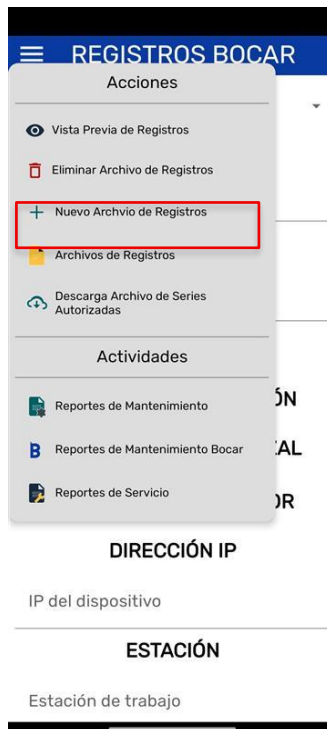 REGISTROS BOCAR
Acciones
Vista Previa de Registros
Eliminar Archivo de Registros
Nuevo Archvio de Registros
Archivos de Registros
Descarga Archivo de Series
Autorizadas
Actividades
Reportes de Mantenimiento
ÓN
B Reportes de Mantenimiento Bocar
AL
Reportes de Servicio
OR
DIRECCIÓN IP
IP del dispositivo
ESTACIÓN
Estación de trabajo